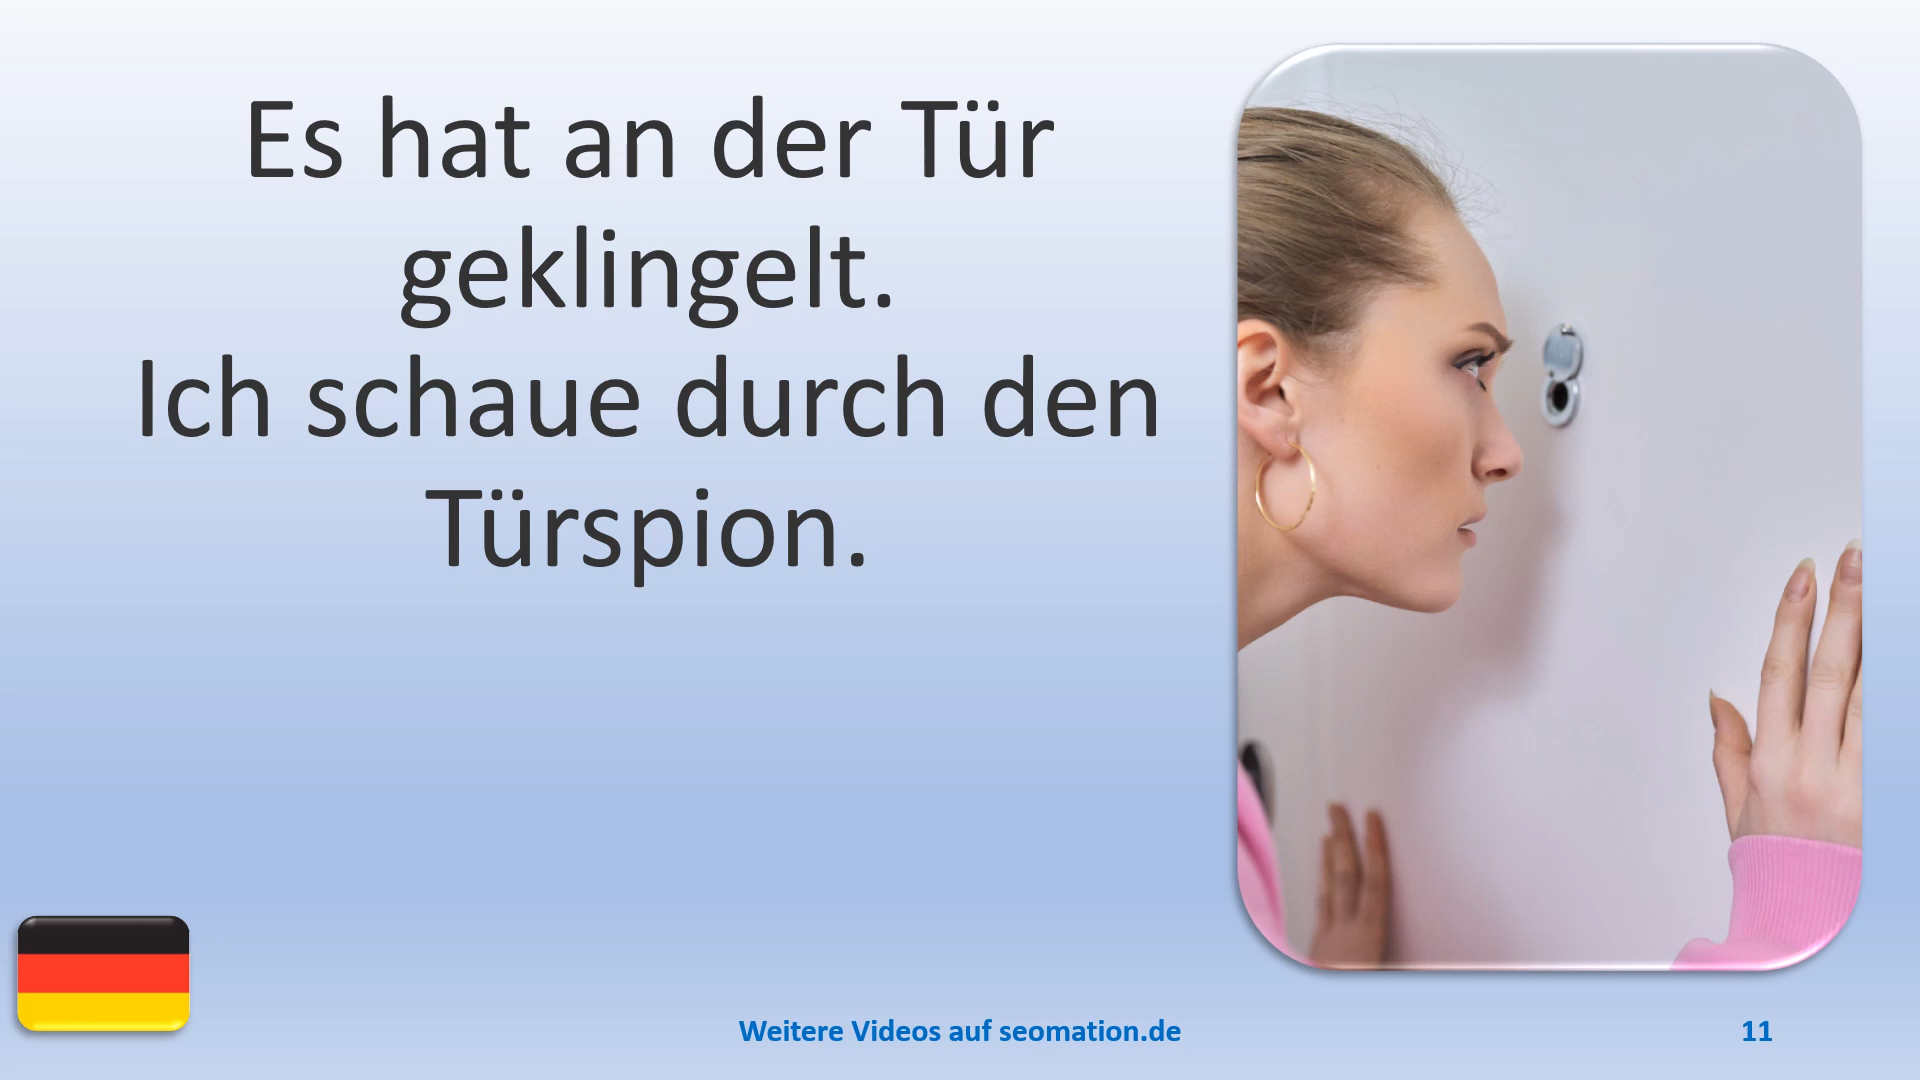 Es hat an der Tür
geklingelt.
Ich schaue durch den
Türspion.
Weitere Videos auf seomation.de
11